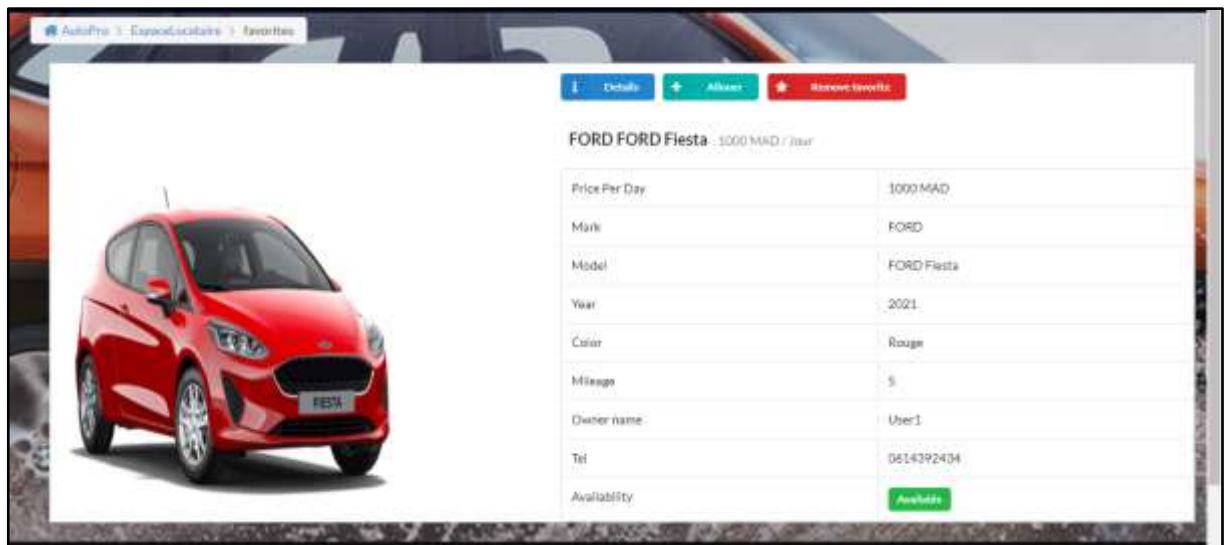 AutoPro > EspaceLocataire > favorites
Details
Allouer
Remove favorite
FORD FORD Fiesta : 1000 MAD / Jour
Price Per Day 1000 MAD
Mark FORD
Model FORD Fiesta
Year 2021
Color Rouge
Mileage 5
Owner name User1
Tel 0614392434
Availability Available
FIESTA